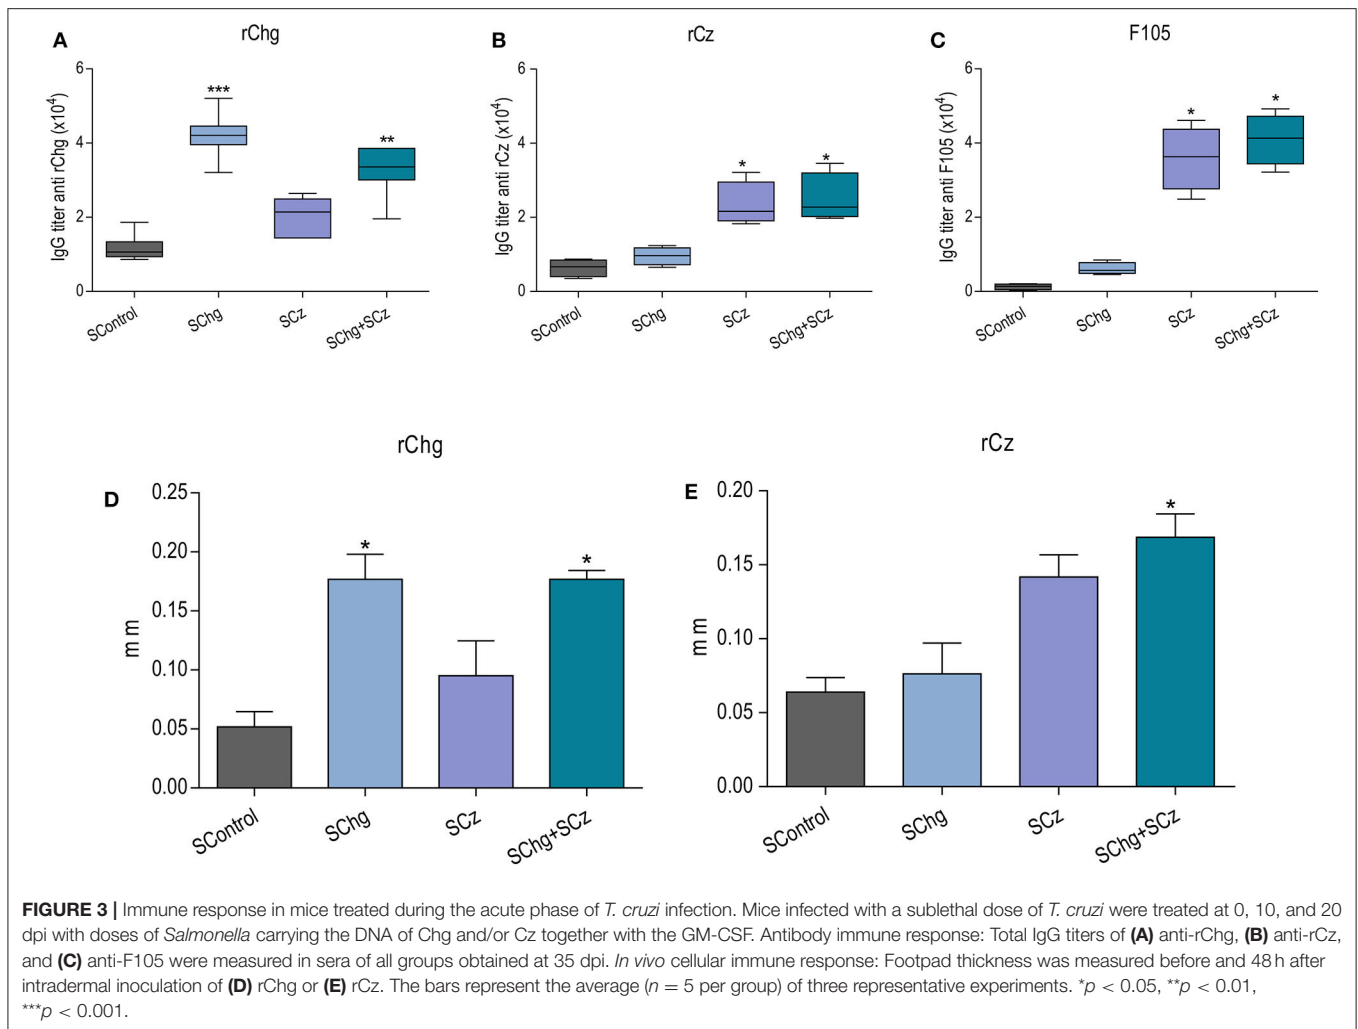 A
rChg
IgG titer anti rChg (x10⁴)
6
4
2
0
***
**
SControl
SChg
SCz
SChg+SCz
B
rCz
IgG titer anti rCz (x10⁴)
6
4
2
0
*
*
SControl
SChg
SCz
SChg+SCz
C
F105
IgG titer anti F105 (x10⁴)
6
4
2
0
*
*
SControl
SChg
SCz
SChg+SCz
D
rChg
m m
0.25
0.20
0.15
0.10
0.05
0.00
*
*
SControl
SChg
SCz
SChg+SCz
E
rCz
m m
0.20
0.15
0.10
0.05
0.00
*
SControl
SChg
SCz
SChg+SCz
FIGURE 3 | Immune response in mice treated during the acute phase of T. cruzi infection. Mice infected with a sublethal dose of T. cruzi were treated at 0, 10, and 20
dpi with doses of Salmonella carrying the DNA of Chg and/or Cz together with the GM-CSF. Antibody immune response: Total IgG titers of (A) anti-rChg, (B) anti-rCz,
and (C) anti-F105 were measured in sera of all groups obtained at 35 dpi. In vivo cellular immune response: Footpad thickness was measured before and 48 h after
intradermal inoculation of (D) rChg or (E) rCz. The bars represent the average (n = 5 per group) of three representative experiments. *p < 0.05, **p < 0.01,
***p < 0.001.